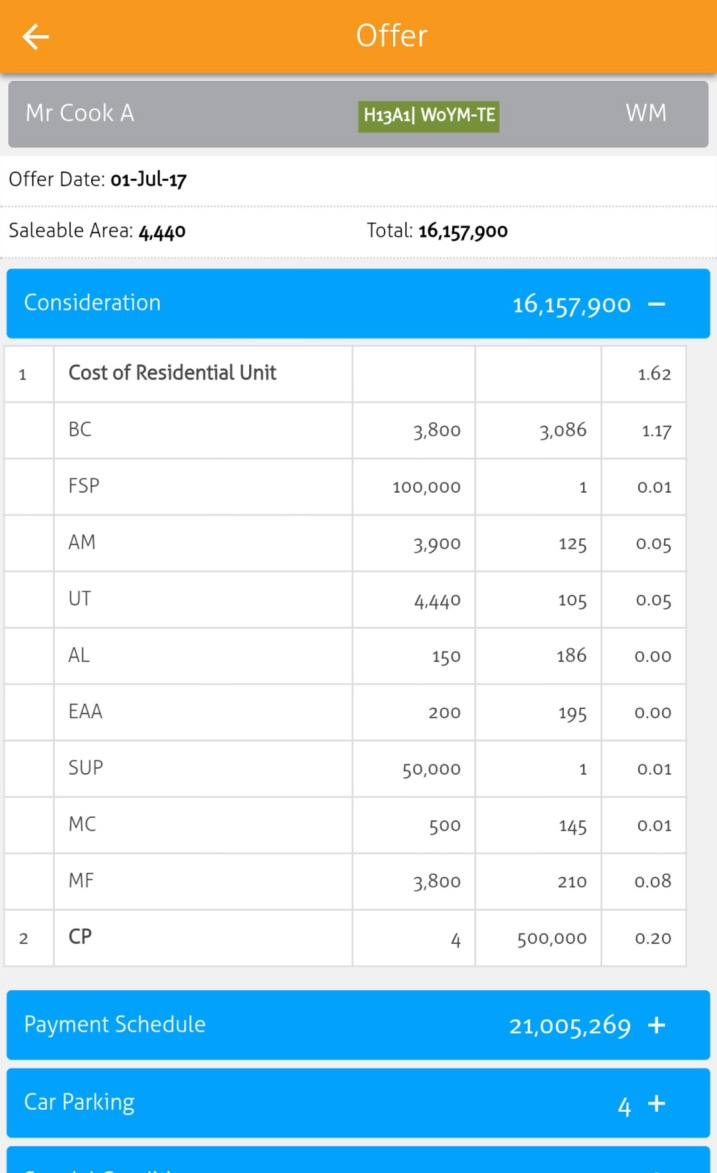 Offer
Mr Cook A H13A1| WoYM-TE WM
Offer Date: 01-Jul-17
Saleable Area: 4,440 Total: 16,157,900
Consideration 16,157,900 −
1 Cost of Residential Unit 1.62
BC 3,800 3,086 1.17
FSP 100,000 1 0.01
AM 3,900 125 0.05
UT 4,440 105 0.05
AL 150 186 0.00
EAA 200 195 0.00
SUP 50,000 1 0.01
MC 500 145 0.01
MF 3,800 210 0.08
2 CP 4 500,000 0.20
Payment Schedule 21,005,269 +
Car Parking 4 +